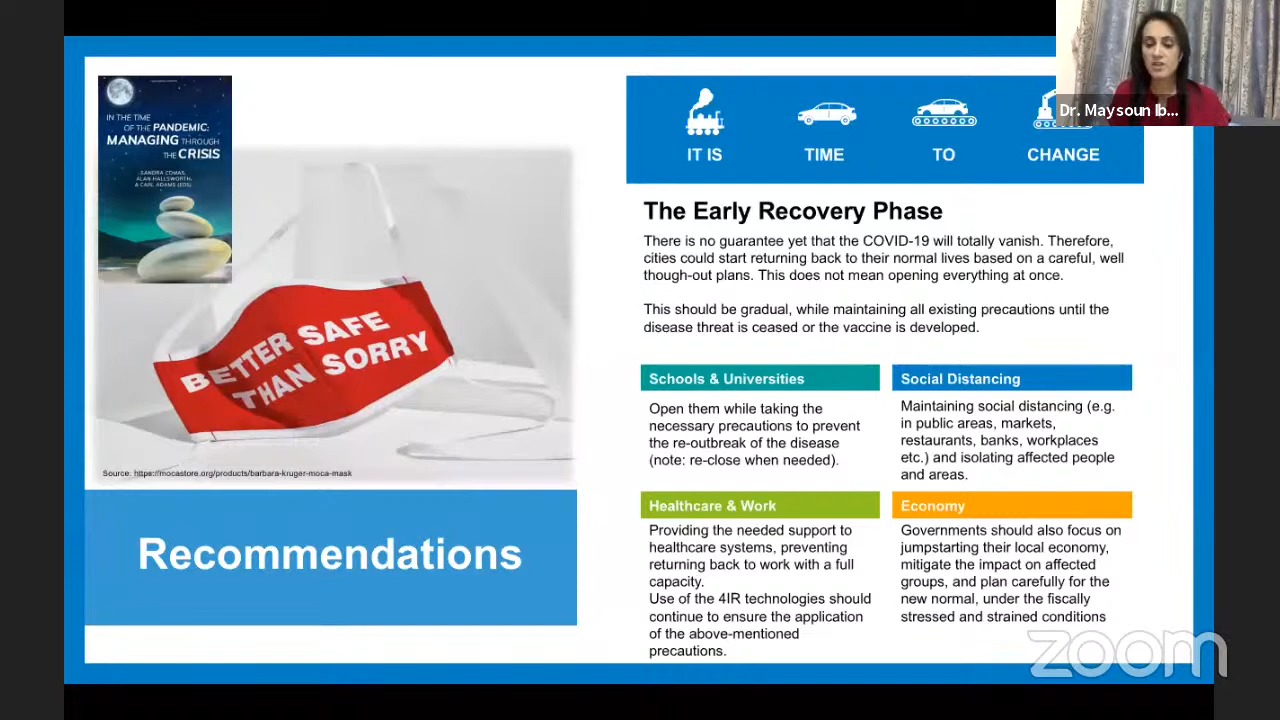 IN THE TIME
OF THE PANDEMIC:
MANAGING THROUGH
THE CRISIS
SANDRA COMAS,
ALAN HALLSWORTH,
& CARL ADAMS (EDS)
BETTER SAFE
THAN SORRY
Source: https://mocastore.org/products/barbara-kruger-moca-mask
Recommendations
IT IS
TIME
TO
CHANGE
Dr. Maysoun Ib...
The Early Recovery Phase
There is no guarantee yet that the COVID-19 will totally vanish. Therefore,
cities could start returning back to their normal lives based on a careful, well
though-out plans. This does not mean opening everything at once.
This should be gradual, while maintaining all existing precautions until the
disease threat is ceased or the vaccine is developed.
Schools & Universities
Open them while taking the
necessary precautions to prevent
the re-outbreak of the disease
(note: re-close when needed).
Social Distancing
Maintaining social distancing (e.g.
in public areas, markets,
restaurants, banks, workplaces
etc.) and isolating affected people
and areas.
Healthcare & Work
Providing the needed support to
healthcare systems, preventing
returning back to work with a full
capacity.
Use of the 4IR technologies should
continue to ensure the application
of the above-mentioned
precautions.
Economy
Governments should also focus on
jumpstarting their local economy,
mitigate the impact on affected
groups, and plan carefully for the
new normal, under the fiscally
stressed and strained conditions
zoom